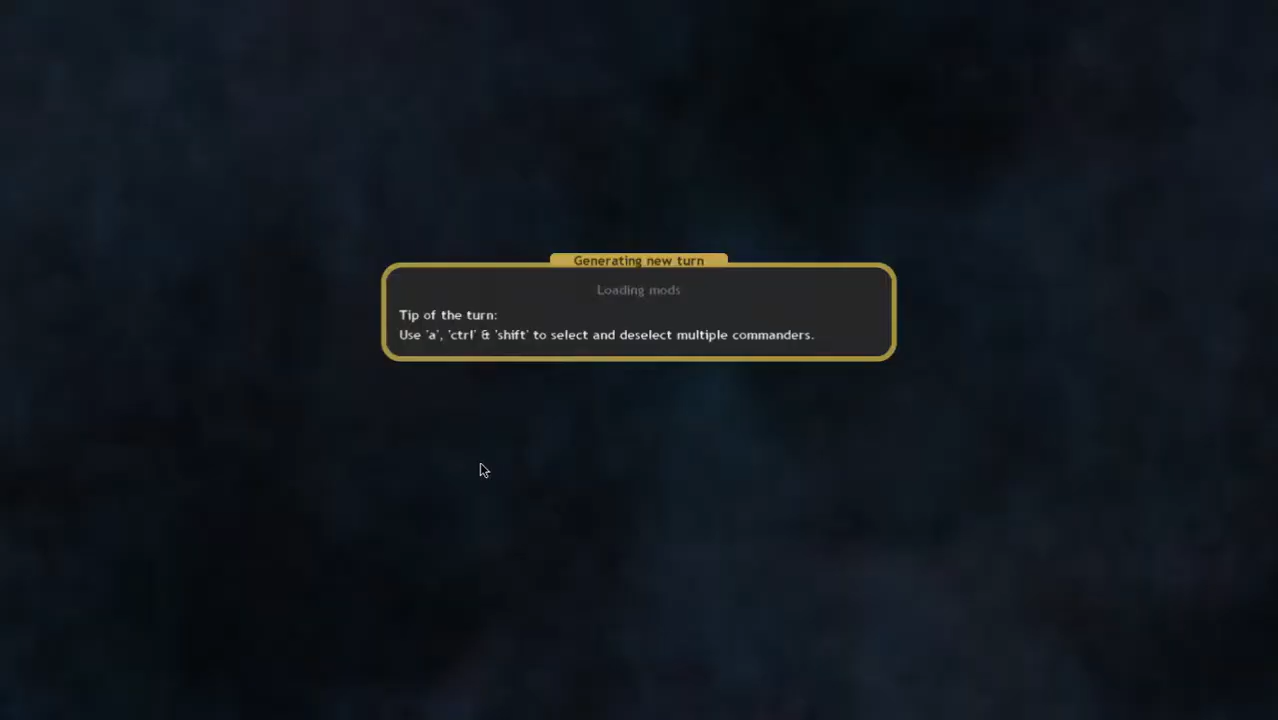 Generating new turn
Loading mods
Tip of the turn:
Use 'a', 'ctrl' & 'shift' to select and deselect multiple commanders.